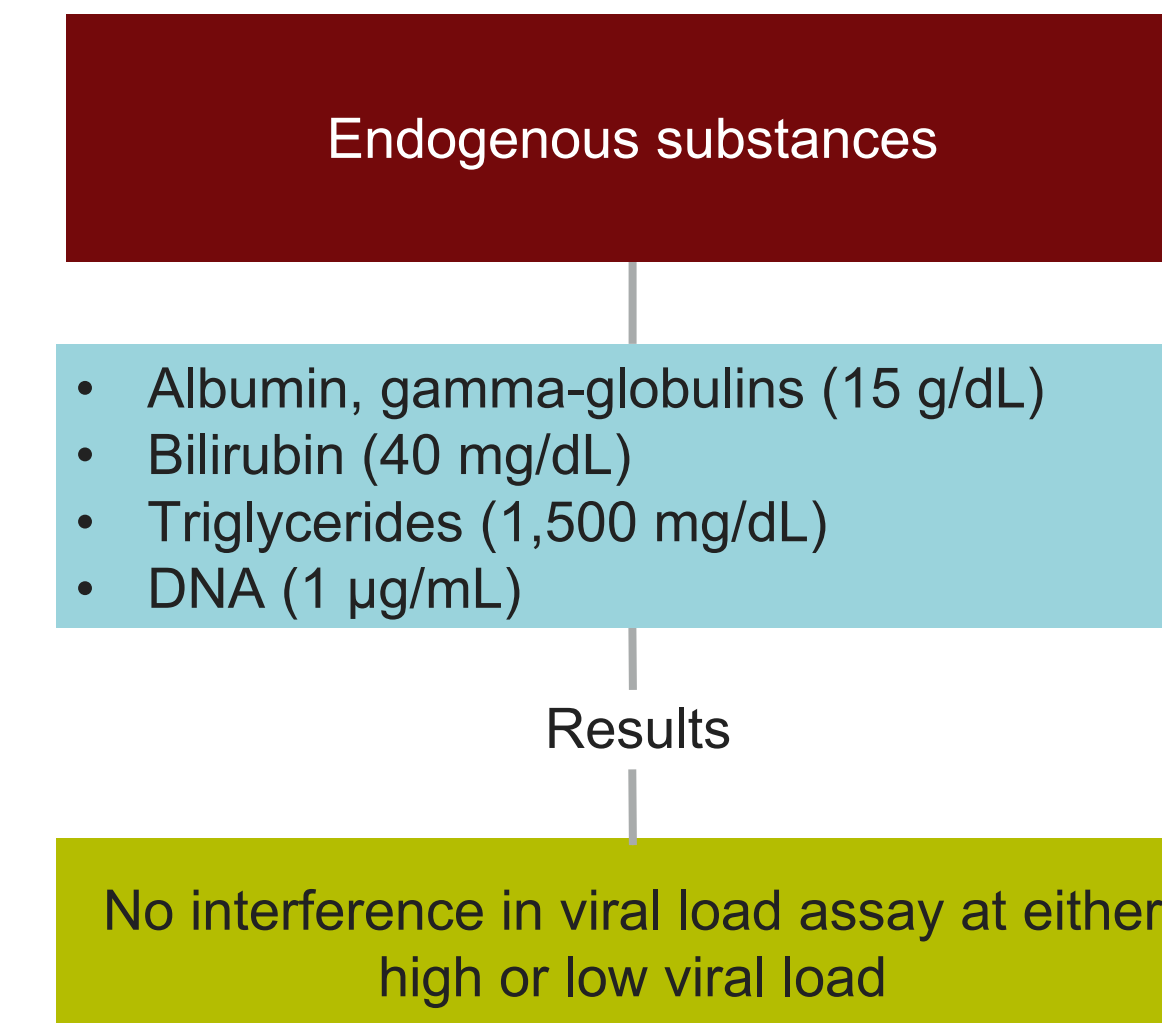 Endogenous substances
• Albumin, gamma-globulins (15 g/dL)
• Bilirubin (40 mg/dL)
• Triglycerides (1,500 mg/dL)
• DNA (1 µg/mL)
Results
No interference in viral load assay at either
high or low viral load